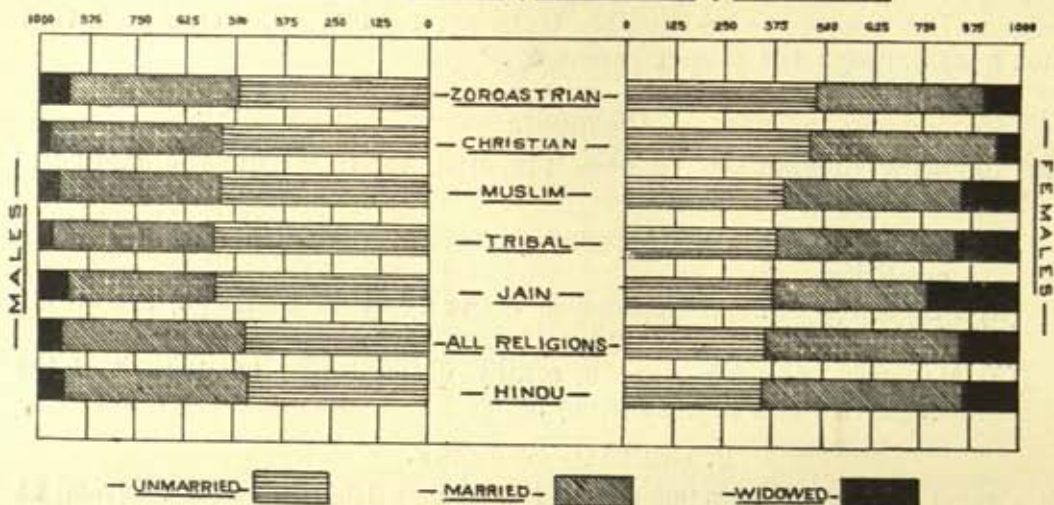 1000 875 750 625 500 375 250 125 0 0 125 250 375 500 625 750 875 1000
— MALES —
— ZOROASTRIAN —
— CHRISTIAN —
— MUSLIM —
— TRIBAL —
— JAIN —
— ALL RELIGIONS —
— HINDU —
— FEMALES —
— UNMARRIED — — MARRIED — — WIDOWED —